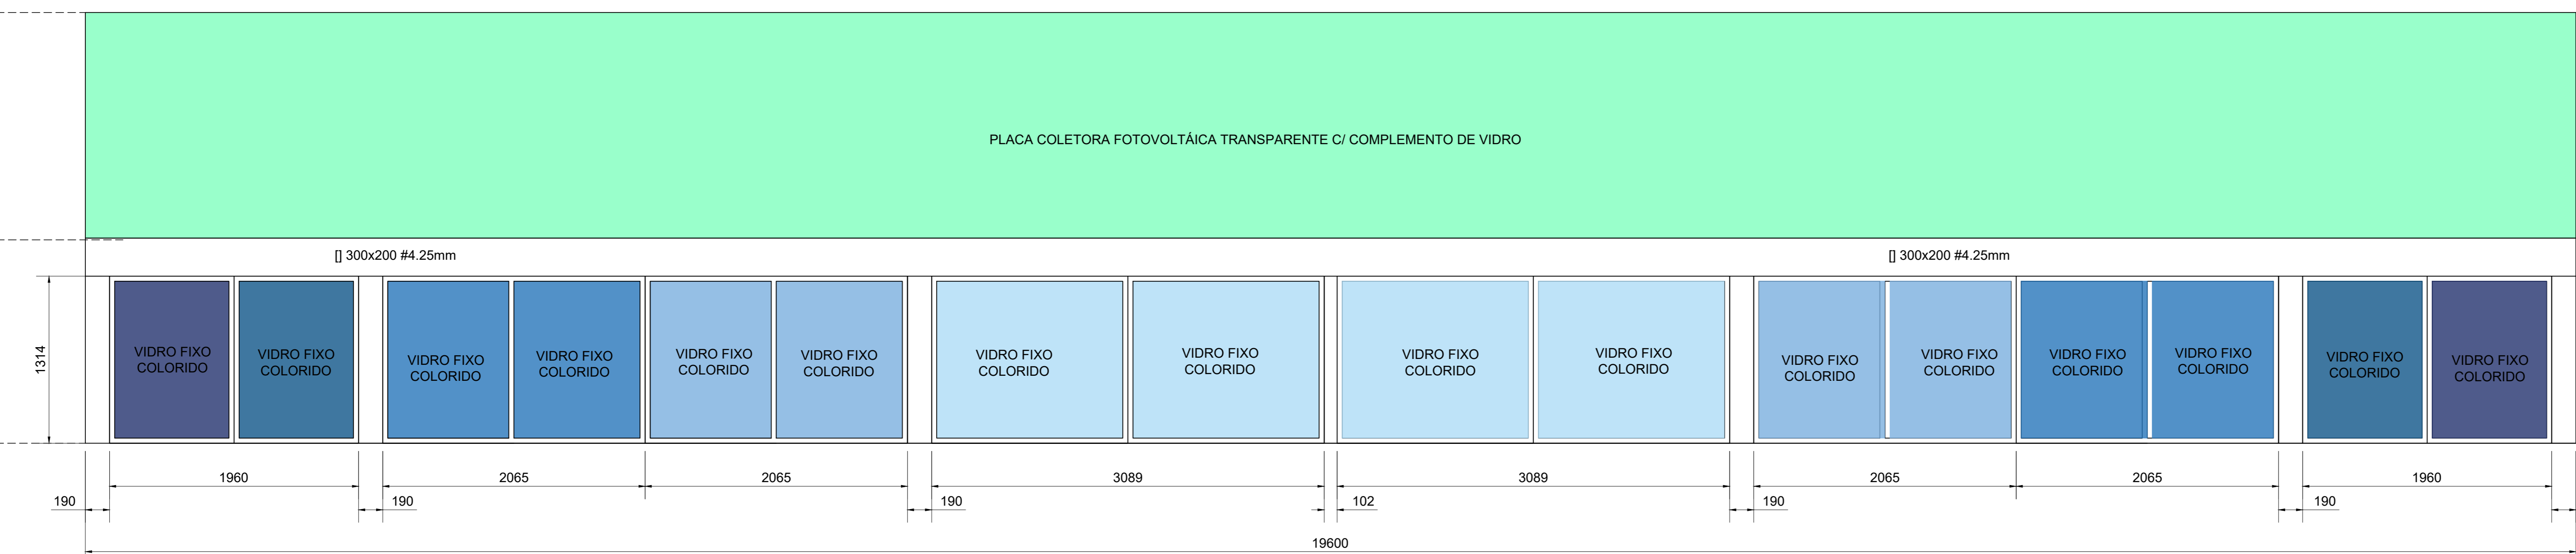 PLACA COLETORA FOTOVOLTÁICA TRANSPARENTE C/ COMPLEMENTO DE VIDRO
[] 300x200 #4.25mm
[] 300x200 #4.25mm
1314
VIDRO FIXO
COLORIDO
VIDRO FIXO
COLORIDO
VIDRO FIXO
COLORIDO
VIDRO FIXO
COLORIDO
VIDRO FIXO
COLORIDO
VIDRO FIXO
COLORIDO
VIDRO FIXO
COLORIDO
VIDRO FIXO
COLORIDO
VIDRO FIXO
COLORIDO
VIDRO FIXO
COLORIDO
VIDRO FIXO
COLORIDO
VIDRO FIXO
COLORIDO
VIDRO FIXO
COLORIDO
VIDRO FIXO
COLORIDO
VIDRO FIXO
COLORIDO
VIDRO FIXO
COLORIDO
1960
2065
2065
3089
3089
2065
2065
1960
190
190
190
102
190
190
19600